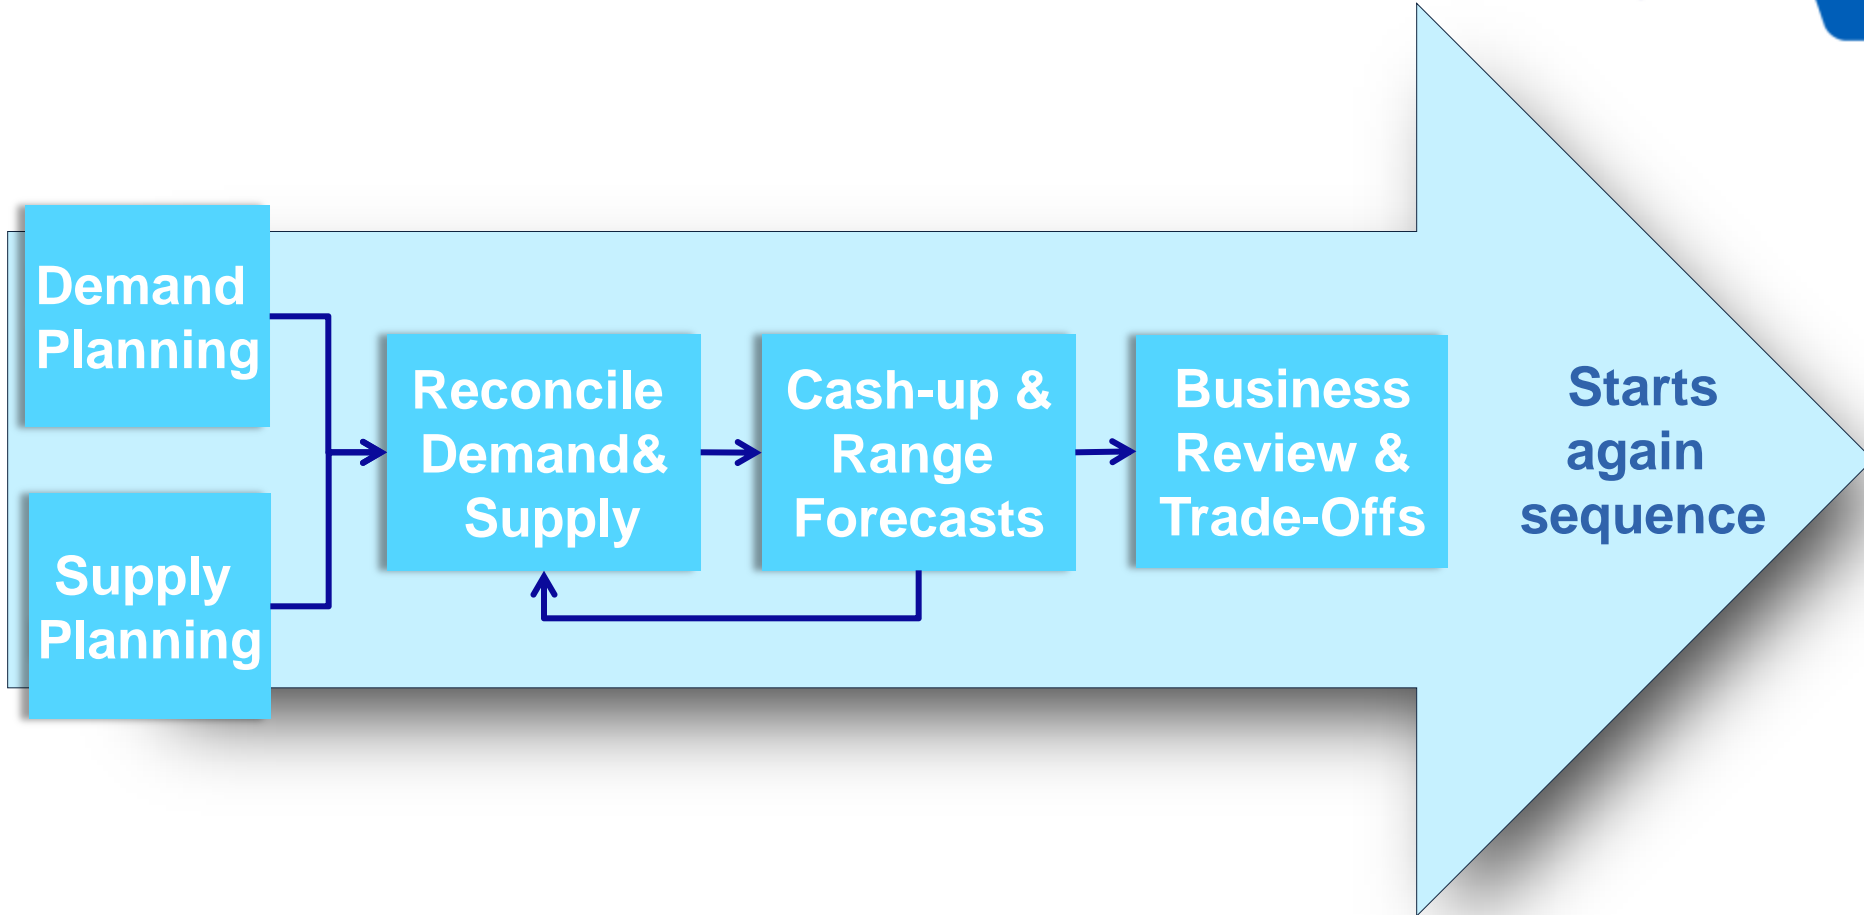 Demand
Planning
Supply
Planning
Reconcile
Demand&
Supply
Cash-up &
Range
Forecasts
Business
Review &
Trade-Offs
Starts
again
sequence